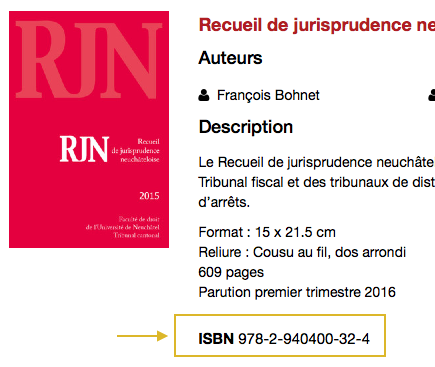 RJN
RJN
Recueil
de jurisprudence
neuchâteloise
2015
Faculté de droit
de l'Université de Neuchâtel
Tribunal cantonal
Recueil de jurisprudence ne
Auteurs
François Bohnet
Description
Le Recueil de jurisprudence neuchâte
Tribunal fiscal et des tribunaux de dist
d'arrêts.
Format : 15 x 21.5 cm
Reliure : Cousu au fil, dos arrondi
609 pages
Parution premier trimestre 2016
ISBN 978-2-940400-32-4